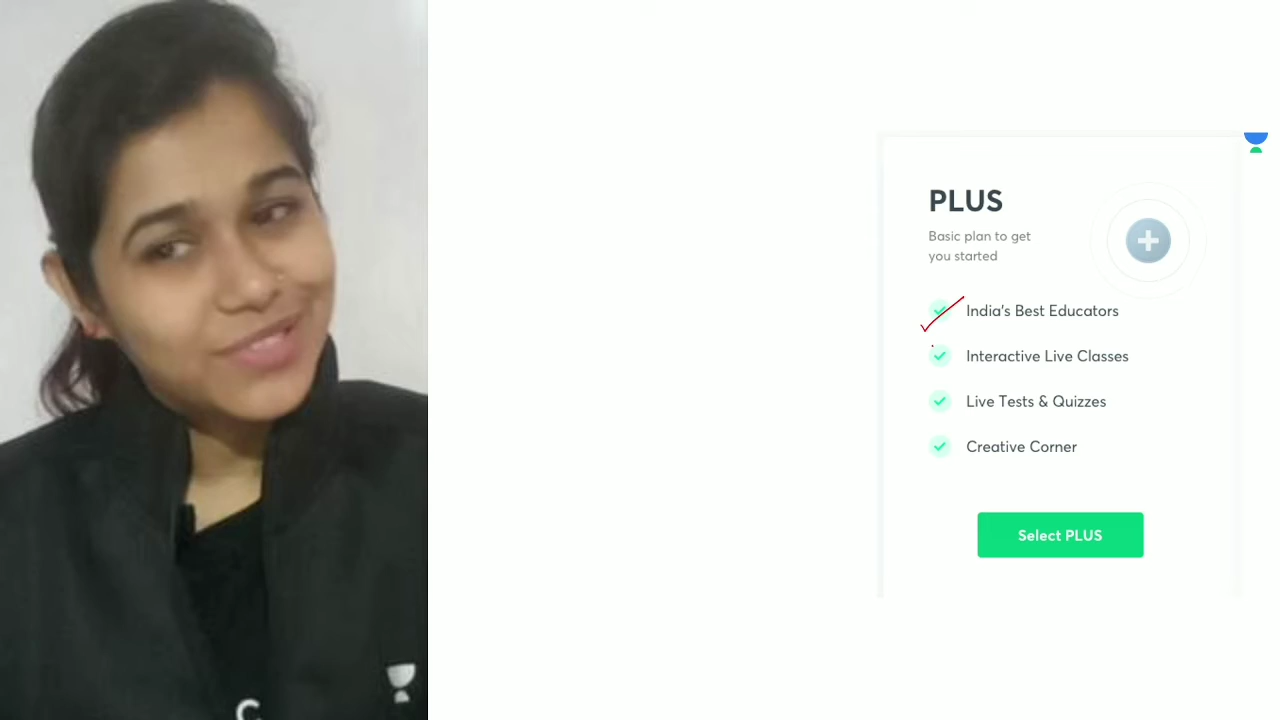 PLUS
Basic plan to get
you started
India's Best Educators
Interactive Live Classes
Live Tests & Quizzes
Creative Corner
Select PLUS
C